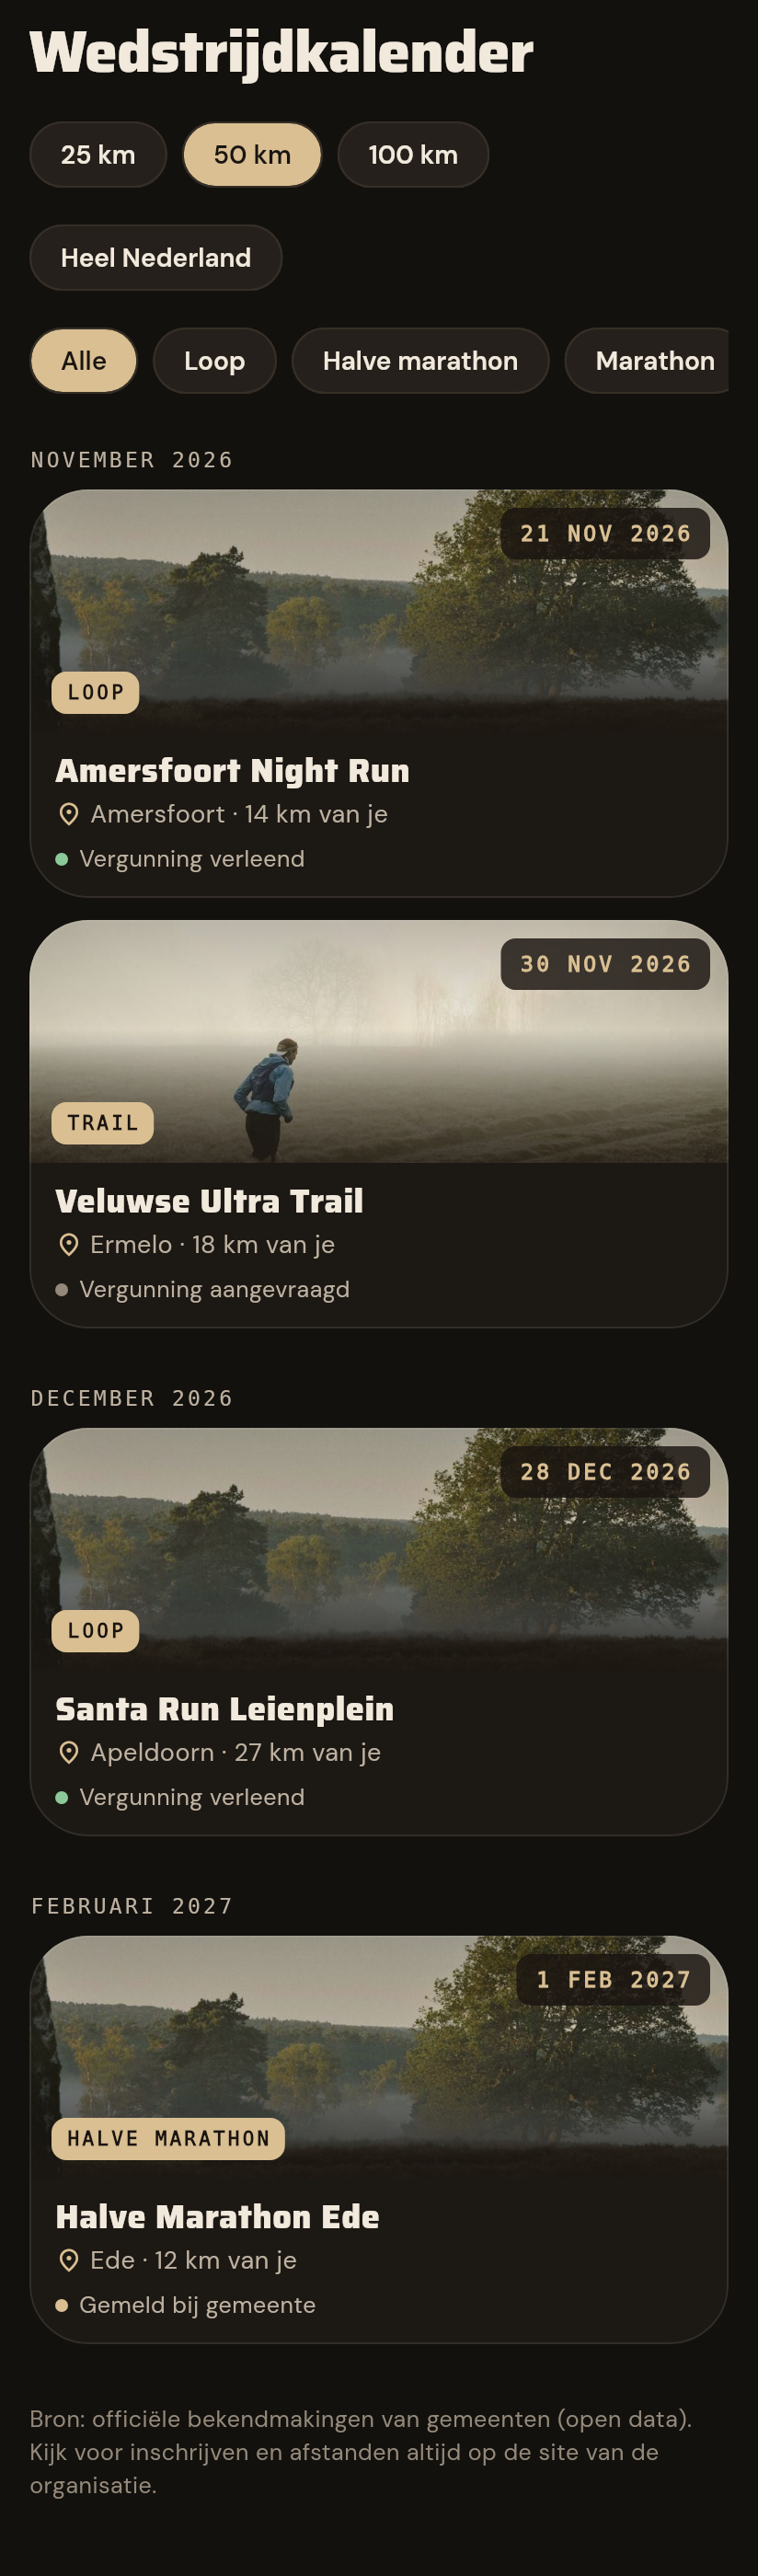 Wedstrijdkalender
25 km 50 km 100 km
Heel Nederland
Alle Loop Halve marathon Marathon
NOVEMBER 2026
21 NOV 2026
LOOP
Amersfoort Night Run
Amersfoort · 14 km van je
Vergunning verleend
30 NOV 2026
TRAIL
Veluwse Ultra Trail
Ermelo · 18 km van je
Vergunning aangevraagd
DECEMBER 2026
28 DEC 2026
LOOP
Santa Run Leienplein
Apeldoorn · 27 km van je
Vergunning verleend
FEBRUARI 2027
1 FEB 2027
HALVE MARATHON
Halve Marathon Ede
Ede · 12 km van je
Gemeld bij gemeente
Bron: officiële bekendmakingen van gemeenten (open data).
Kijk voor inschrijven en afstanden altijd op de site van de
organisatie.